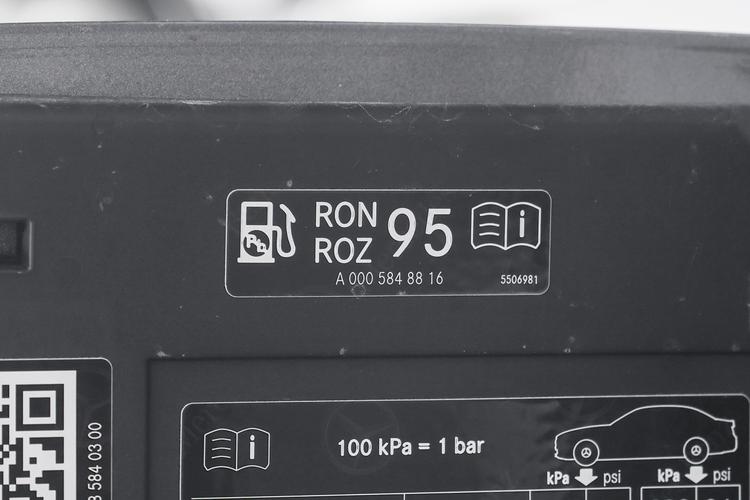 Pb
RON
ROZ
95
i
A 000 584 88 16
5506981
584 03 00
i
100 kPa = 1 bar
kPa psi
kPa psi